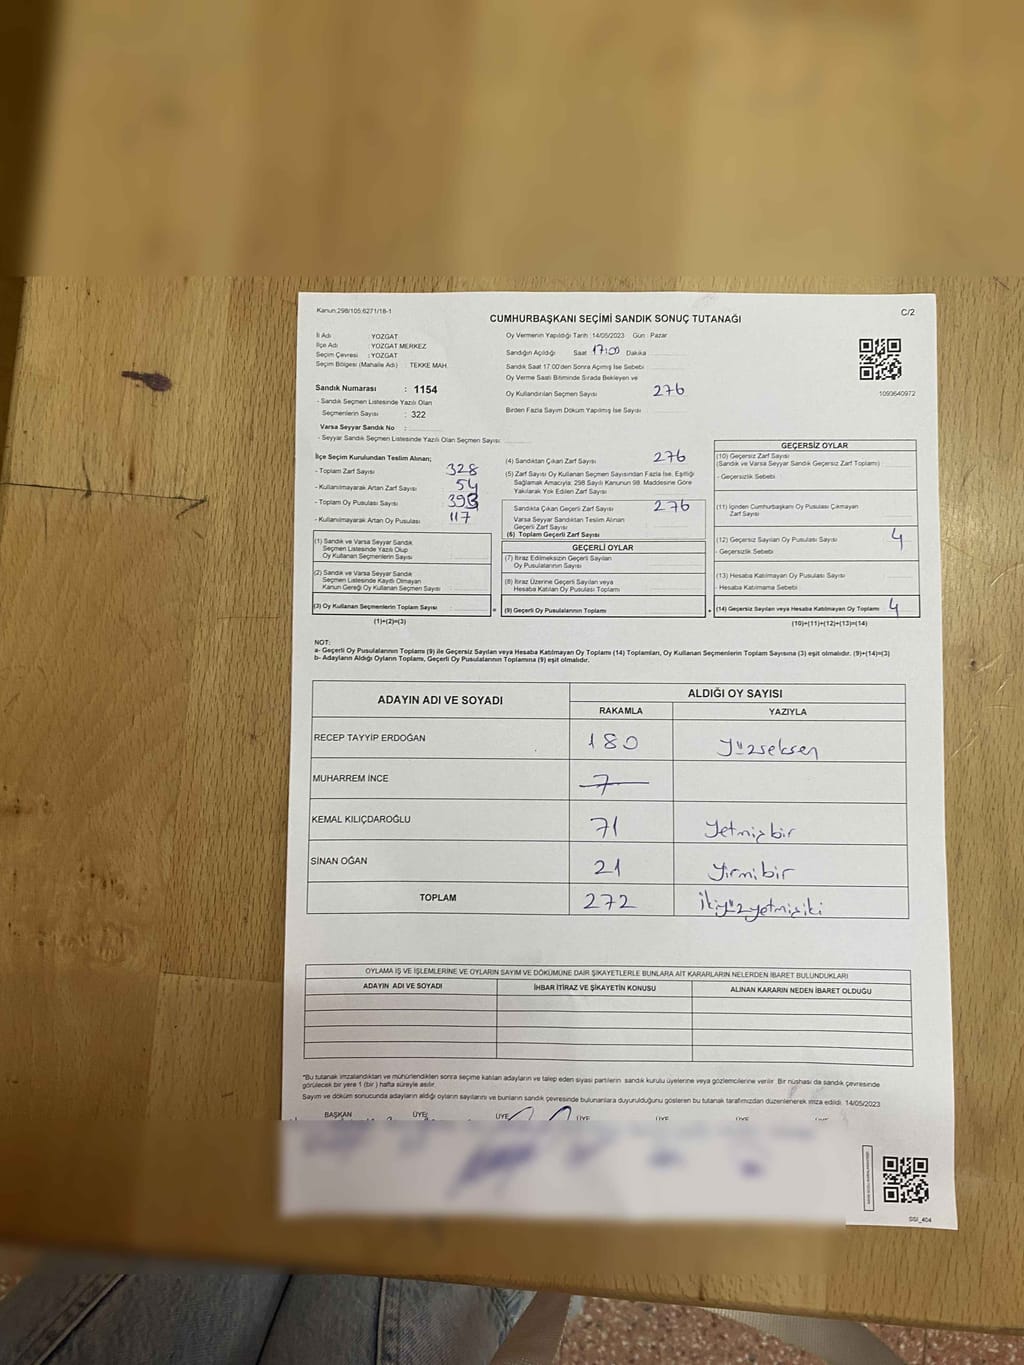 Kanun:298/105;6271/18-1
CUMHURBAŞKANI SEÇİMİ SANDIK SONUÇ TUTANAĞI
C/2
İl Adı : YOZGAT
İlçe Adı : YOZGAT MERKEZ
Seçim Çevresi : YOZGAT
Seçim Bölgesi (Mahalle Adı) : TEKKE MAH.
Sandık Numarası : 1154
- Sandık Seçmen Listesinde Yazılı Olan
Seçmenlerin Sayısı : 322
Varsa Seyyar Sandık No :
- Seyyar Sandık Seçmen Listesinde Yazılı Olan Seçmen Sayısı
Oy Vermenin Yapıldığı Tarih :14/05/2023 Gün : Pazar
Sandığın Açıldığı Saat 17:00 Dakika
Sandık Saat 17:00'den Sonra Açılmış İse Sebebi
Oy Verme Saati Bitiminde Sırada Bekleyen ve
Oy Kullandırılan Seçmen Sayısı 276
Birden Fazla Sayım Döküm Yapılmış İse Sayısı
1093640972
İlçe Seçim Kurulundan Teslim Alınan;
- Toplam Zarf Sayısı 328
- Kullanılmayarak Artan Zarf Sayısı 54
- Toplam Oy Pusulası Sayısı 393
- Kullanılmayarak Artan Oy Pusulası 117
(1) Sandık ve Varsa Seyyar Sandık
Seçmen Listesinde Yazılı Olup
Oy Kullanan Seçmenlerin Sayısı
(2) Sandık ve Varsa Seyyar Sandık
Seçmen Listesinde Kayıtlı Olmayan
Kanun Gereği Oy Kullanan Seçmen Sayısı
(3) Oy Kullanan Seçmenlerin Toplam Sayısı
(1)+(2)=(3)
(4) Sandıktan Çıkan Zarf Sayısı 276
(5) Zarf Sayısı Oy Kullanan Seçmen Sayısından Fazla İse, Eşitliği
Sağlamak Amacıyla; 298 Sayılı Kanunun 98. Maddesine Göre
Yakılarak Yok Edilen Zarf Sayısı
Sandıkta Çıkan Geçerli Zarf Sayısı 276
Varsa Seyyar Sandıktan Teslim Alınan
Geçerli Zarf Sayısı
(6) Toplam Geçerli Zarf Sayısı
GEÇERLİ OYLAR
(7) İtiraz Edilmeksizin Geçerli Sayılan
Oy Pusulalarının Sayısı
(8) İtiraz Üzerine Geçerli Sayılan veya
Hesaba Katılan Oy Pusulası Toplamı
= (9) Geçerli Oy Pusulalarının Toplamı
GEÇERSİZ OYLAR
(10) Geçersiz Zarf Sayısı
(Sandık ve Varsa Seyyar Sandık Geçersiz Zarf Toplamı)
- Geçersizlik Sebebi
(11) İçinden Cumhurbaşkanı Oy Pusulası Çıkmayan
Zarf Sayısı
(12) Geçersiz Sayılan Oy Pusulası Sayısı 4
- Geçersizlik Sebebi
(13) Hesaba Katılmayan Oy Pusulası Sayısı
- Hesaba Katılmama Sebebi
+ (14) Geçersiz Sayılan veya Hesaba Katılmayan Oy Toplamı 4
(10)+(11)+(12)+(13)=(14)
NOT:
a- Geçerli Oy Pusulalarının Toplamı (9) ile Geçersiz Sayılan veya Hesaba Katılmayan Oy Toplamı (14) Toplamları, Oy Kullanan Seçmenlerin Toplam Sayısına (3) eşit olmalıdır. (9)+(14)=(3)
b- Adayların Aldığı Oyların Toplamı, Geçerli Oy Pusulalarının Toplamına (9) eşit olmalıdır.
ADAYIN ADI VE SOYADI ALDIĞI OY SAYISI
RAKAMLA YAZIYLA
RECEP TAYYİP ERDOĞAN 180 yüzseksen
MUHARREM İNCE 7
KEMAL KILIÇDAROĞLU 71 yetmişbir
SİNAN OĞAN 21 yirmibir
TOPLAM 272 ikiyüzyetmişiki
OYLAMA İŞ VE İŞLEMLERİNE VE OYLARIN SAYIM VE DÖKÜMÜNE DAİR ŞİKAYETLERLE BUNLARA AİT KARARLARIN NELERDEN İBARET BULUNDUKLARI
ADAYIN ADI VE SOYADI İHBAR İTİRAZ VE ŞİKAYETİN KONUSU ALINAN KARARIN NEDEN İBARET OLDUĞU
*Bu tutanak imzalandıktan ve mühürlendikten sonra seçime katılan adayların ve talep eden siyasi partilerin sandık kurulu üyelerine veya gözlemcilerine verilir. Bir nüshası da sandık çevresinde
görülecek bir yere 1 (bir ) hafta süreyle asılır.
Sayım ve döküm sonucunda adayların aldığı oyların sayılarını ve bunların sandık çevresinde bulunanlara duyurulduğunu gösteren bu tutanak tarafımızdan düzenlenerek imza edildi. 14/05/2023
BAŞKAN ÜYE ÜYE ÜYE ÜYE ÜYE ÜYE
SSI_404